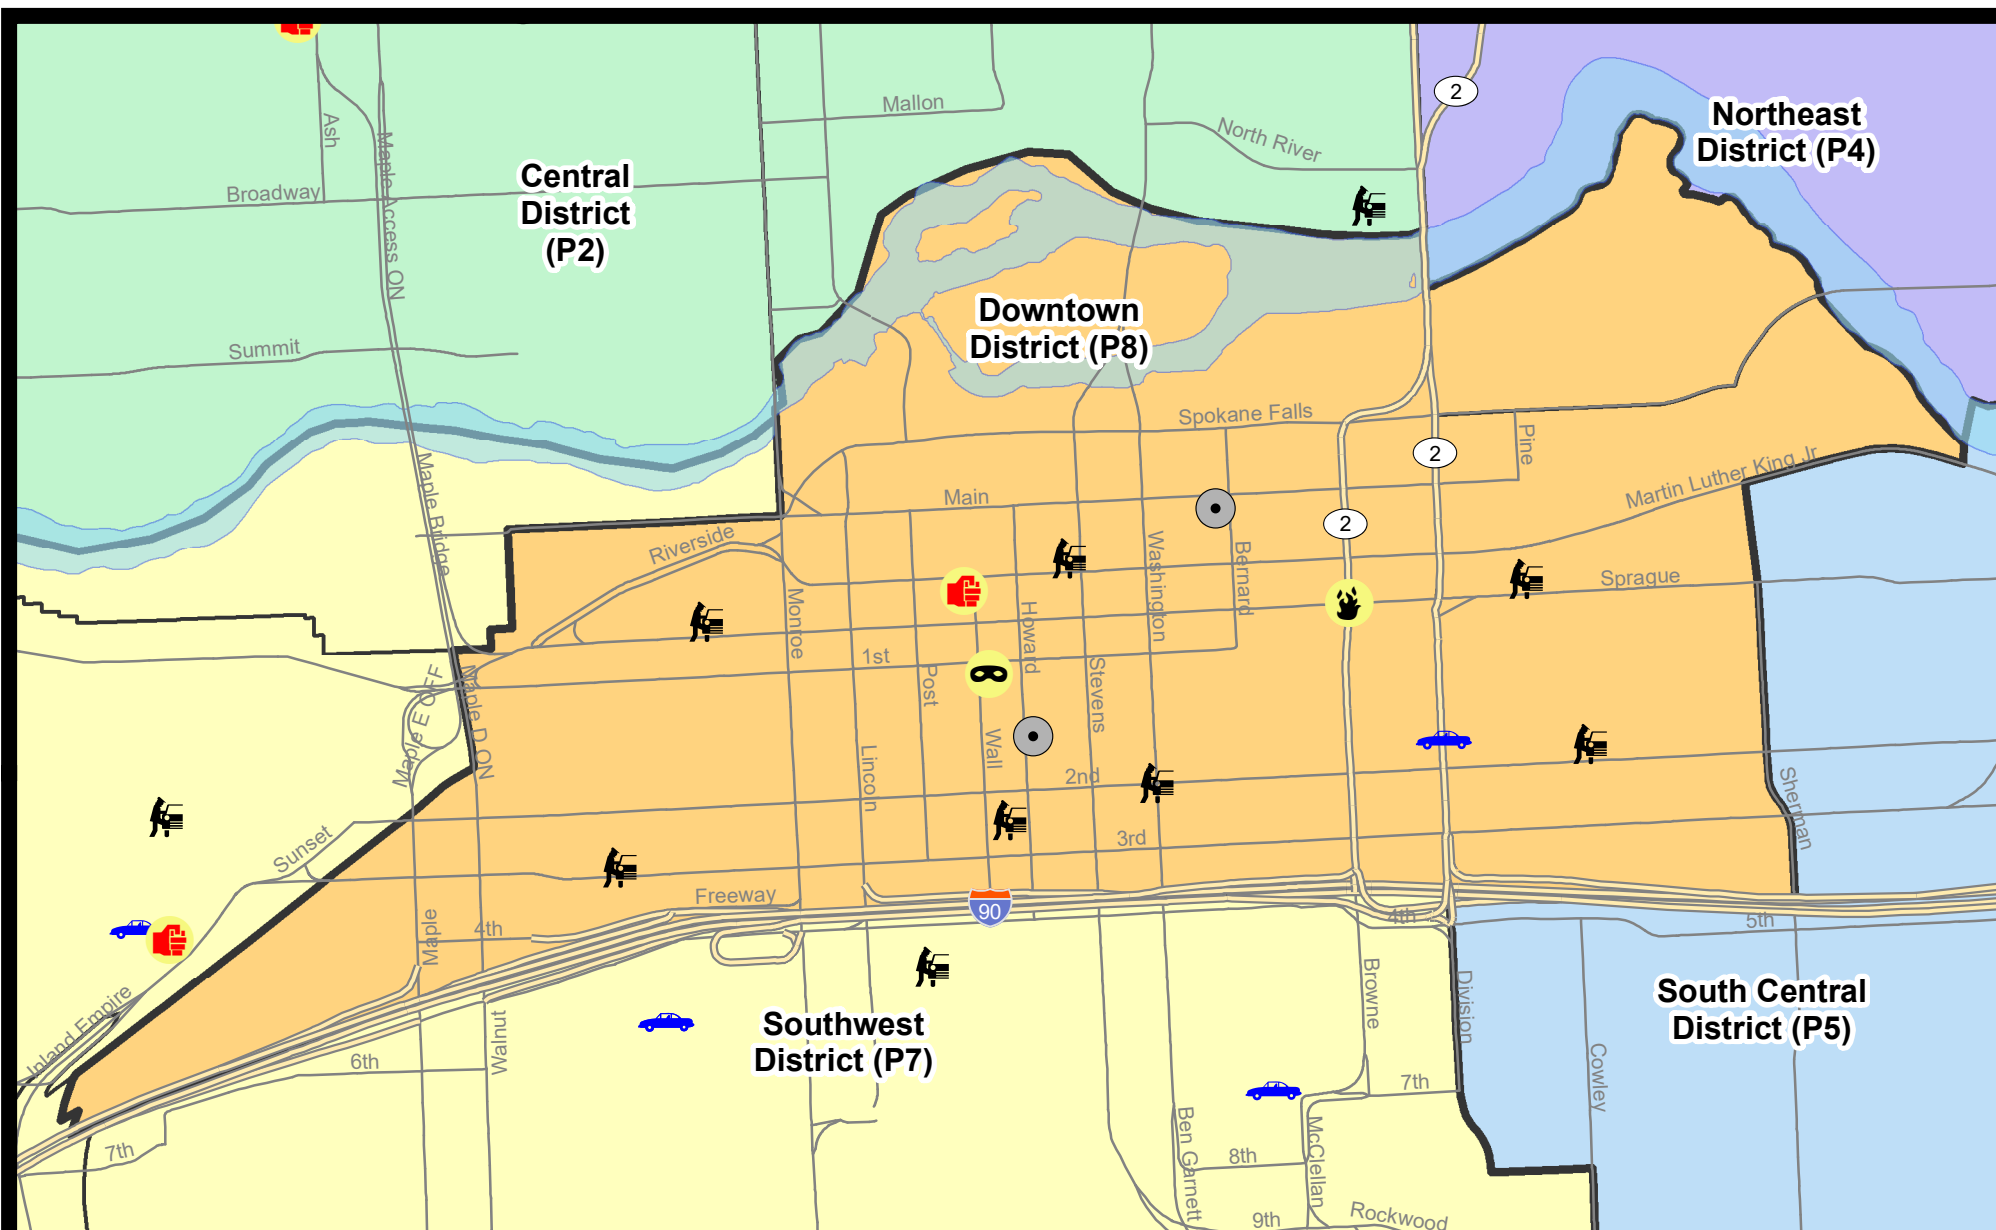 2
Mallon
Ash
Maple Access ON
North River
Northeast
District (P4)
Central
District
(P2)
Broadway
Downtown
District (P8)
Summit
Spokane Falls
Pine
2
Maple Bridge
Martin Luther King Jr
Main
2
Riverside
Washington
Bernard
Sprague
Monroe
Howard
1st
Post
Stevens
Maple E OFF
Maple D ON
Wall
Lincoln
2nd
Sherman
Sunset
3rd
Freeway
90
4th
4th
5th
Maple
Browne
Division
South Central
District (P5)
Inland Empire
Walnut
Southwest
District (P7)
6th
Cowley
7th
Ben Garnett
McClellan
7th
8th
9th
Rockwood